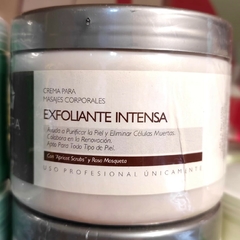 CREMA PARA
MASAJES CORPORALES
EXFOLIANTE INTENSA
Ayuda a Purificar la Piel y Eliminar Células Muertas.
Colabora en la Renovación.
Apta Para Todo Tipo de Piel.
Con "Apricot Scrubs" y Rosa Mosqueta
USO PROFESIONAL ÚNICAMENTE